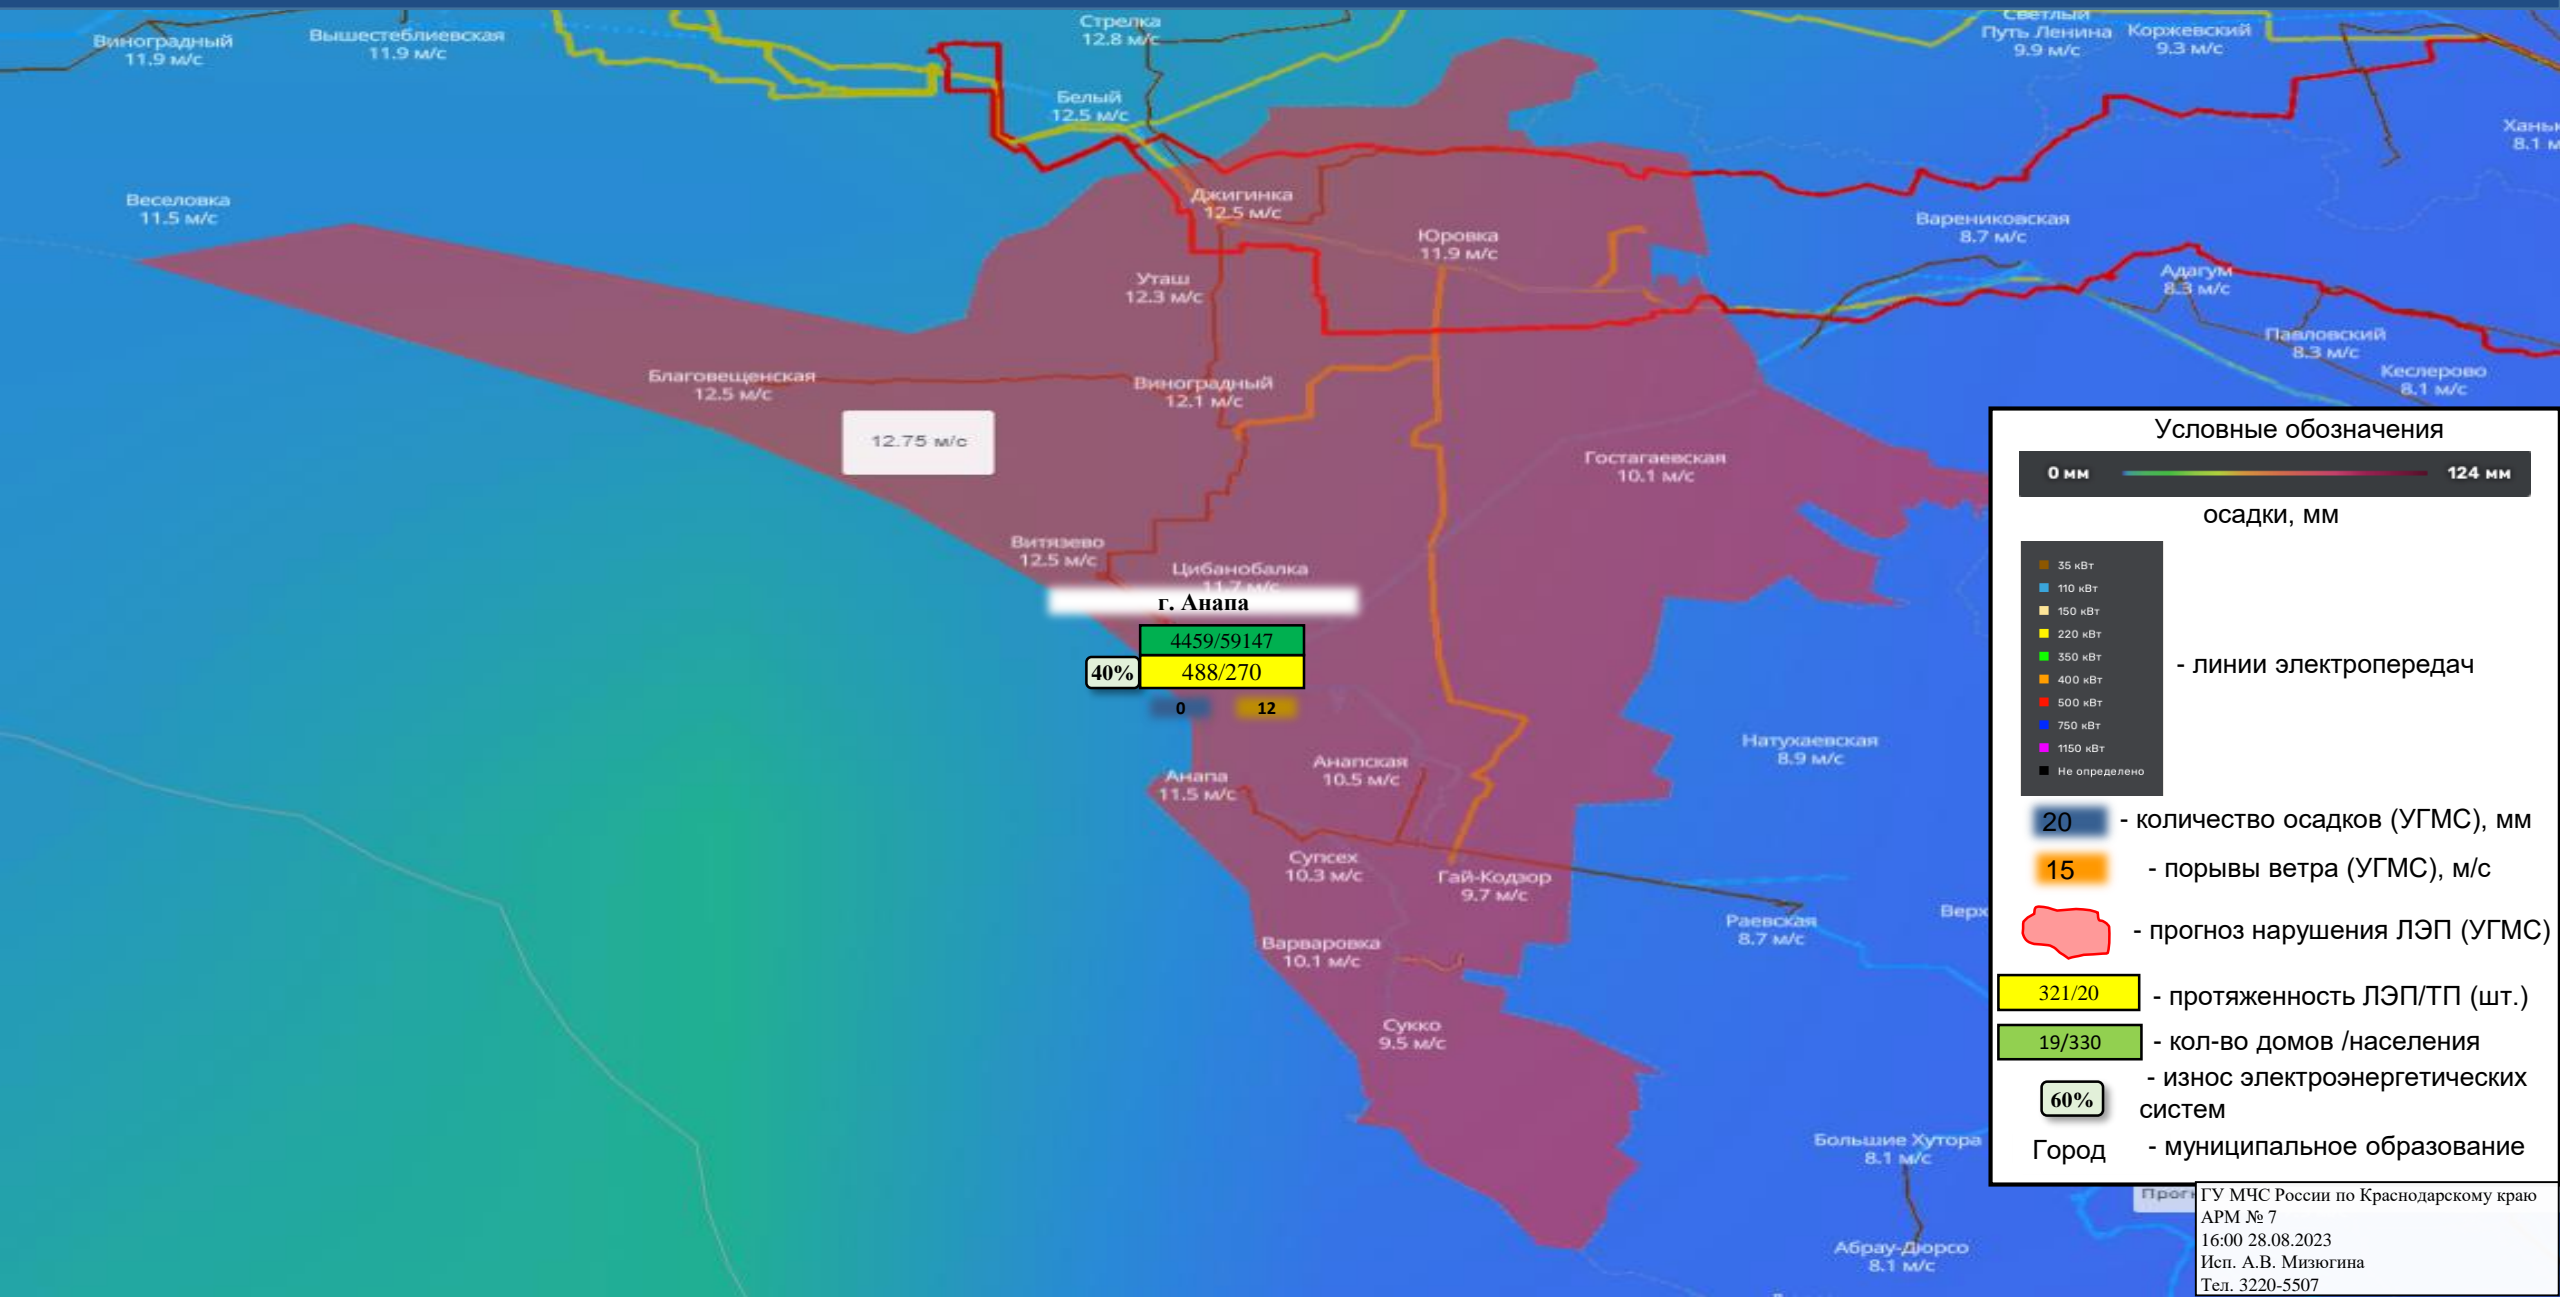 Виноградный
11.9 м/с
Вышестеблиевская
11.9 м/с
Стрелка
12.8 м/с
Светлый
Путь Ленина
9.9 м/с
Коржевский
9.3 м/с
Белый
12.5 м/с
Ханьк
8.1 м
Веселовка
11.5 м/с
Джигинка
12.5 м/с
Юровка
11.9 м/с
Варениковская
8.7 м/с
Уташ
12.3 м/с
Адагум
8.3 м/с
Павловский
8.3 м/с
Кеслерово
8.1 м/с
Благовещенская
12.5 м/с
Виноградный
12.1 м/с
12.75 м/с
Гостагаевская
10.1 м/с
Витязево
12.5 м/с
Цибанобалка
11.7 м/с
г. Анапа
4459/59147
40%
488/270
0
12
Анапа
11.5 м/с
Анапская
10.5 м/с
Натухаевская
8.9 м/с
Супсех
10.3 м/с
Гай-Кодзор
9.7 м/с
Раевская
8.7 м/с
Верх
Варваровка
10.1 м/с
Сукко
9.5 м/с
Большие Хутора
8.1 м/с
Абрау-Дюрсо
8.1 м/с
Условные обозначения
0 мм
124 мм
осадки, мм
35 кВт
110 кВт
150 кВт
220 кВт
350 кВт
400 кВт
500 кВт
750 кВт
1150 кВт
Не определено
- линии электропередач
20 - количество осадков (УГМС), мм
15 - порывы ветра (УГМС), м/с
- прогноз нарушения ЛЭП (УГМС)
321/20 - протяженность ЛЭП/ТП (шт.)
19/330 - кол-во домов /населения
60% - износ электроэнергетических
систем
Город - муниципальное образование
Прог
ГУ МЧС России по Краснодарскому краю
АРМ № 7
16:00 28.08.2023
Исп. А.В. Мизюгина
Тел. 3220-5507